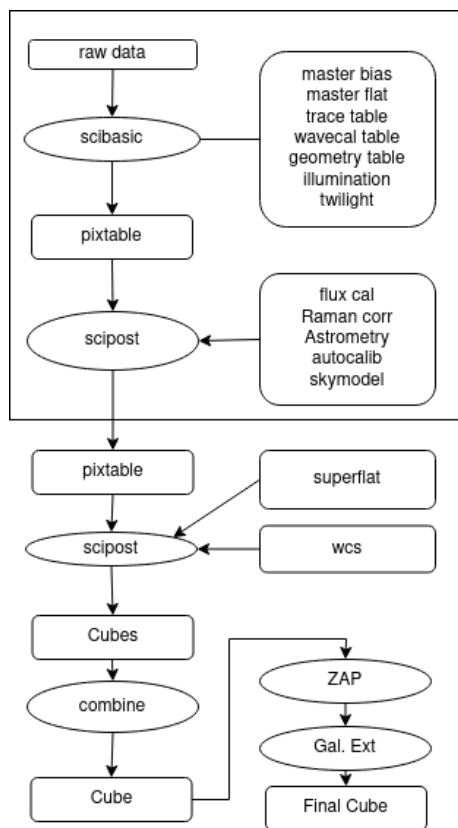 raw data
scibasic
master bias
master flat
trace table
wavecal table
geometry table
illumination
twilight
pixtable
scipost
flux cal
Raman corr
Astrometry
autocalib
skymodel
pixtable
superflat
scipost
wcs
Cubes
combine
Cube
ZAP
Gal. Ext
Final Cube